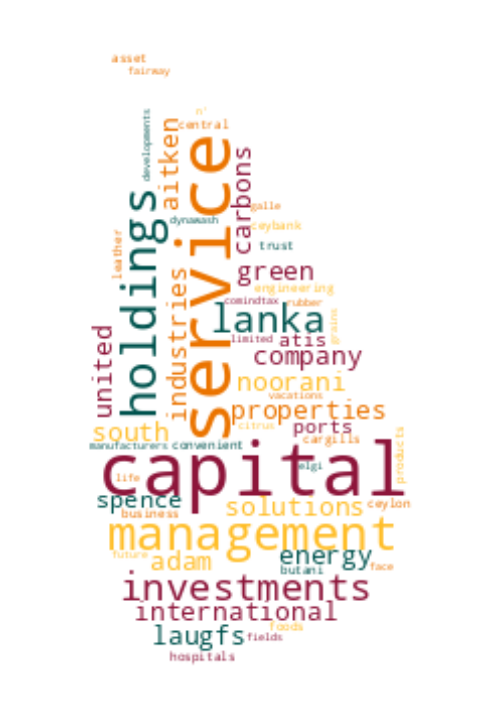 asset
fairway
developments
n'
central
aitken
service
holdings
carbons
galle
dynawash
ceybank
leather
trust
green
engineering
industries
comindtax
rubber
lanka
grains
united
limited
atis
company
noorani
vacations
properties
south
citrus
ports
cargills
manufacturers
convenient
products
capital
elgi
life
spence
solutions
ceylon
business
management
future
adam
energy
butani
face
investments
international
foods
laugfs
fields
hospitals